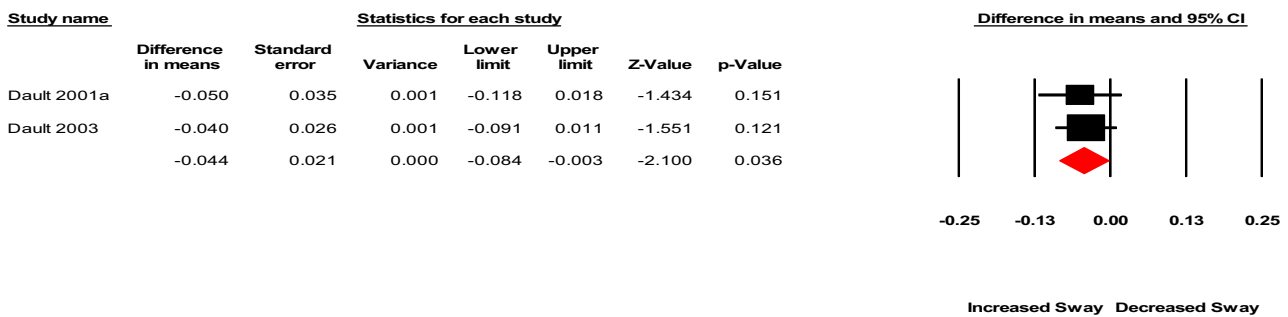 Study name Statistics for each study Difference in means and 95% CI
Difference in means Standard error Variance Lower limit Upper limit Z-Value p-Value
Dault 2001a -0.050 0.035 0.001 -0.118 0.018 -1.434 0.151
Dault 2003 -0.040 0.026 0.001 -0.091 0.011 -1.551 0.121
-0.044 0.021 0.000 -0.084 -0.003 -2.100 0.036
-0.25 -0.13 0.00 0.13 0.25
Increased Sway Decreased Sway